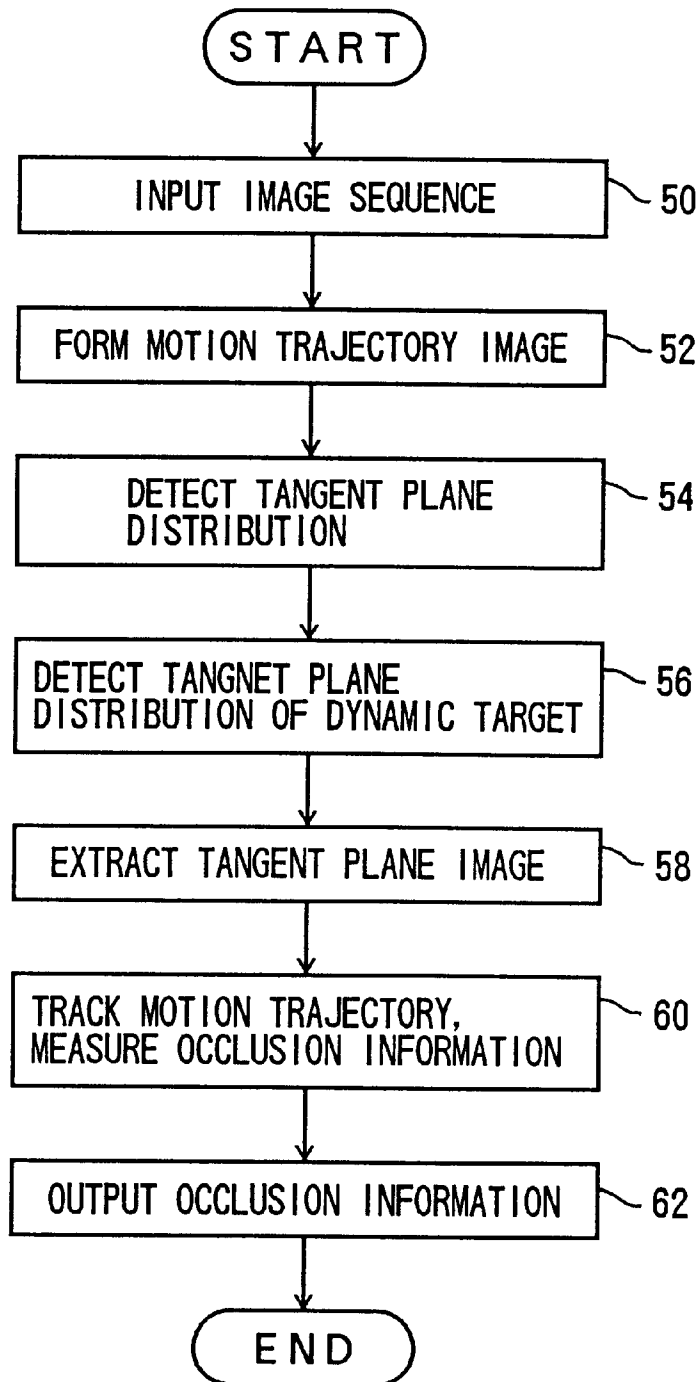 START
INPUT IMAGE SEQUENCE
50
FORM MOTION TRAJECTORY IMAGE
52
DETECT TANGENT PLANE
DISTRIBUTION
54
DETECT TANGNET PLANE
DISTRIBUTION OF DYNAMIC TARGET
56
EXTRACT TANGENT PLANE IMAGE
58
TRACK MOTION TRAJECTORY,
MEASURE OCCLUSION INFORMATION
60
OUTPUT OCCLUSION INFORMATION
62
END